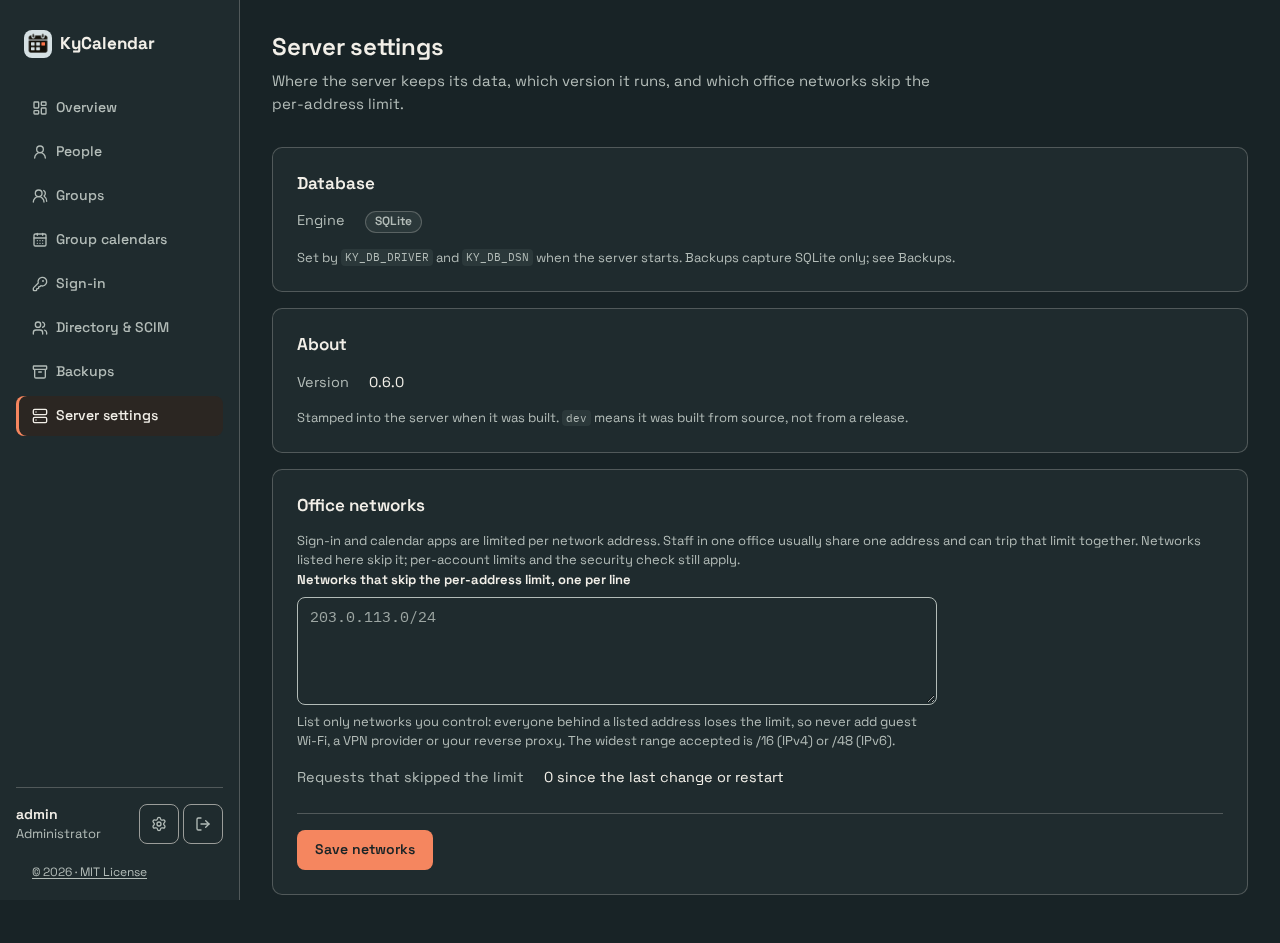 KyCalendar
Overview
People
Groups
Group calendars
Sign-in
Directory & SCIM
Backups
Server settings
admin
Administrator
© 2026 · MIT License
Server settings
Where the server keeps its data, which version it runs, and which office networks skip the
per-address limit.
Database
Engine SQLite
Set by KY_DB_DRIVER and KY_DB_DSN when the server starts. Backups capture SQLite only; see Backups.
About
Version 0.6.0
Stamped into the server when it was built. dev means it was built from source, not from a release.
Office networks
Sign-in and calendar apps are limited per network address. Staff in one office usually share one address and can trip that limit together. Networks
listed here skip it; per-account limits and the security check still apply.
Networks that skip the per-address limit, one per line
203.0.113.0/24
List only networks you control: everyone behind a listed address loses the limit, so never add guest
Wi-Fi, a VPN provider or your reverse proxy. The widest range accepted is /16 (IPv4) or /48 (IPv6).
Requests that skipped the limit 0 since the last change or restart
Save networks